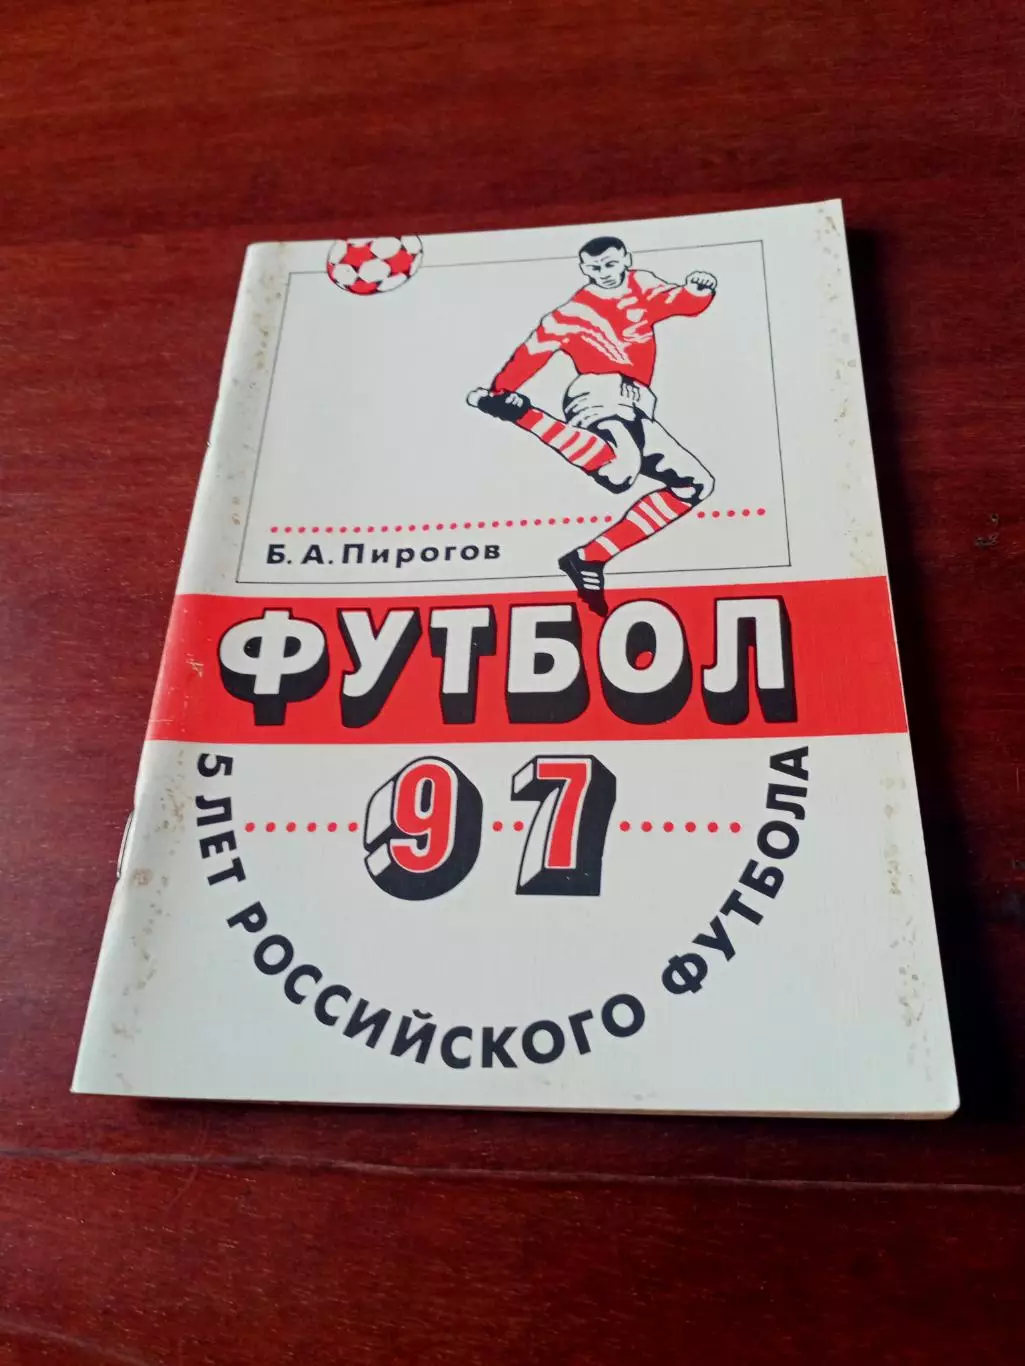 Б. А. Пирогов
ФУТБОЛ
97
5 ЛЕТ РОССИЙСКОГО ФУТБОЛА